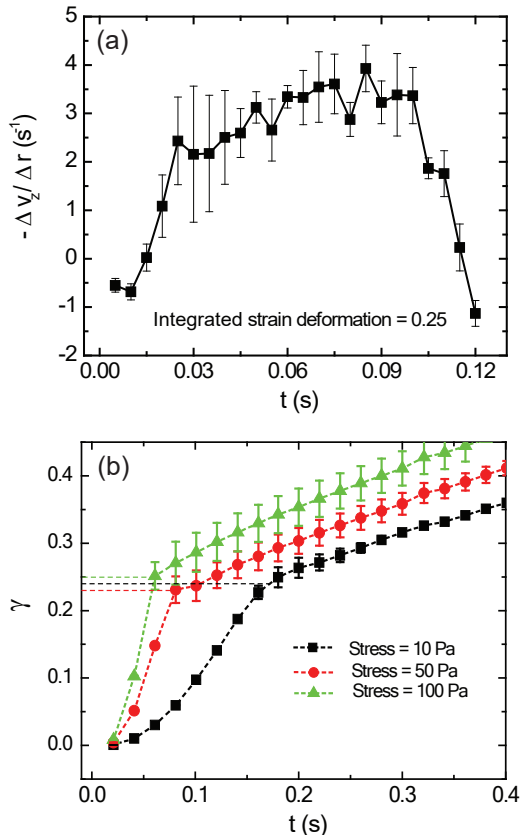 (a)
5
4
3
2
1
0
-1
-2
- Δ v_z / Δ r (s⁻¹)
Integrated strain deformation = 0.25
0.00 0.03 0.06 0.09 0.12
t (s)
(b)
0.4
0.3
0.2
0.1
0.0
γ
Stress = 10 Pa
Stress = 50 Pa
Stress = 100 Pa
0.0 0.1 0.2 0.3 0.4
t (s)